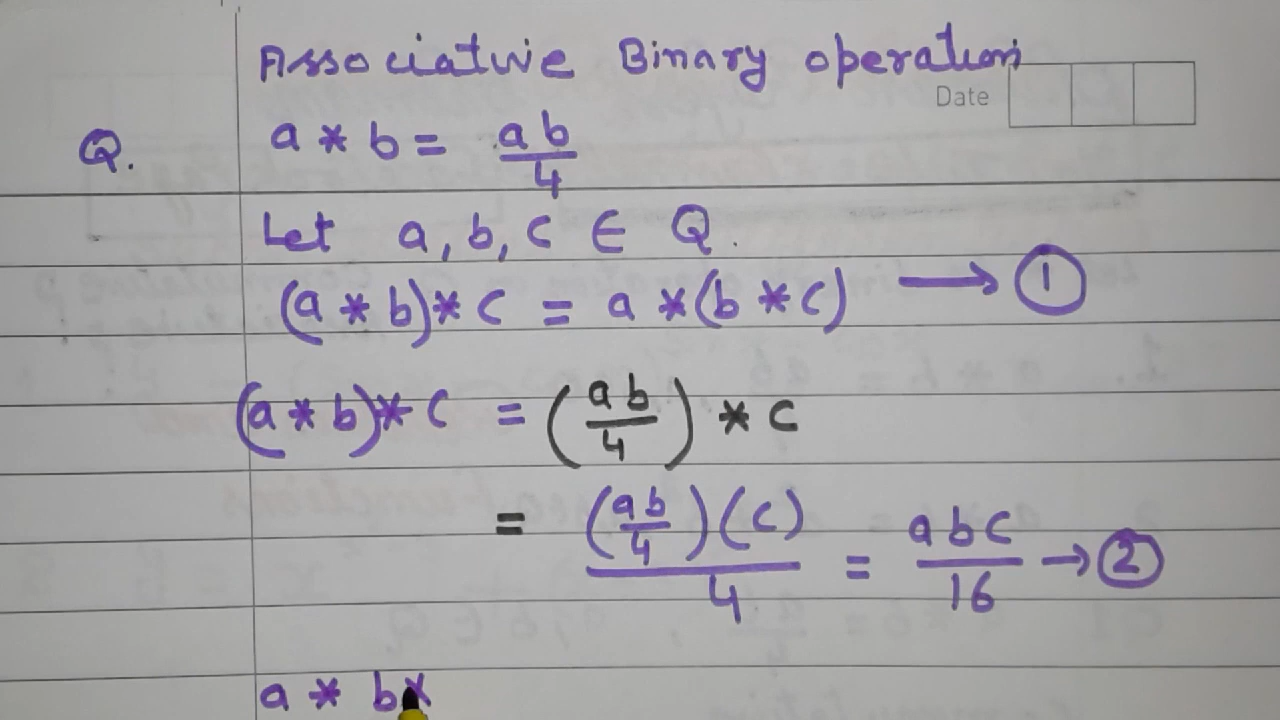 Associative Binary operation
Date
Q. a * b = ab/4
Let a, b, c ∈ Q.
(a * b) * c = a * (b * c) → ①
(a * b) * c = (ab/4) * c
= (ab/4)(c)/4 = abc/16 → ②
a * b *